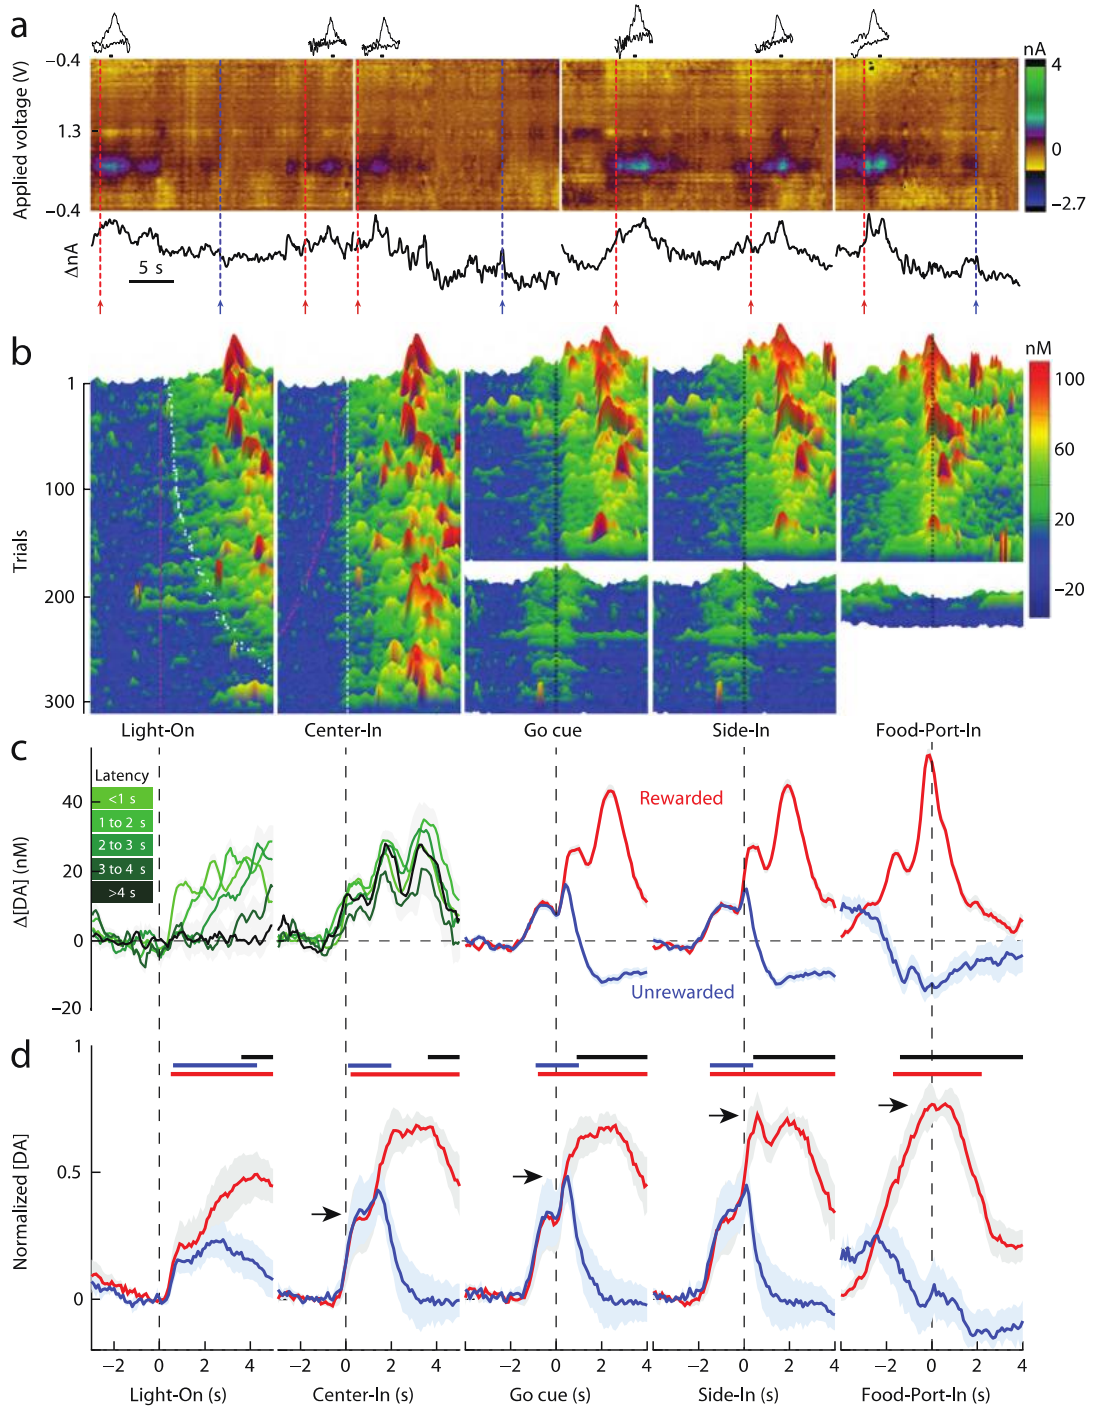 a
nA
Applied voltage (V)
−0.4
1.3
−0.4
4
0
−2.7
ΔnA
5 s
b
nM
Trials
1
100
200
300
100
60
20
−20
Light-On
Center-In
Go cue
Side-In
Food-Port-In
c
Δ[DA] (nM)
40
20
0
−20
Latency
<1 s
1 to 2 s
2 to 3 s
3 to 4 s
>4 s
Rewarded
Unrewarded
d
Normalized [DA]
1
0.5
0
−2 0 2 4
−2 0 2 4
−2 0 2 4
−2 0 2 4
−2 0 2 4
Light-On (s)
Center-In (s)
Go cue (s)
Side-In (s)
Food-Port-In (s)